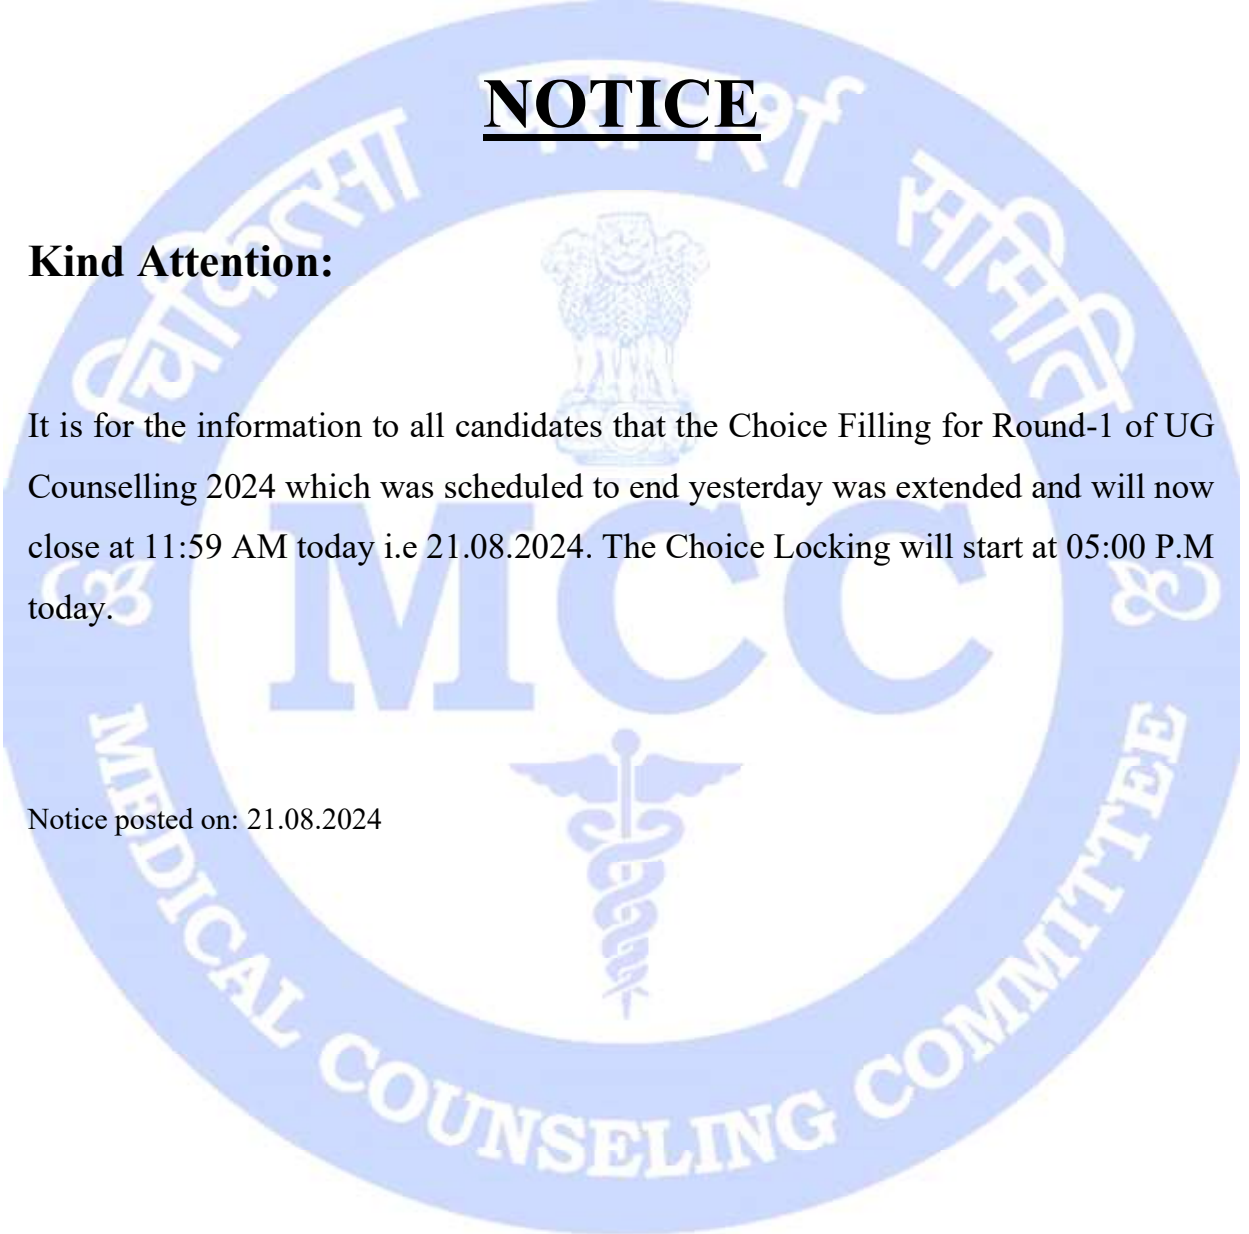 NOTICE
Kind Attention:
It is for the information to all candidates that the Choice Filling for Round-1 of UG
Counselling 2024 which was scheduled to end yesterday was extended and will now
close at 11:59 AM today i.e 21.08.2024. The Choice Locking will start at 05:00 P.M
today.
Notice posted on: 21.08.2024
चिकित्सा परामर्श समिति
MCC
MEDICAL COUNSELING COMMITTEE